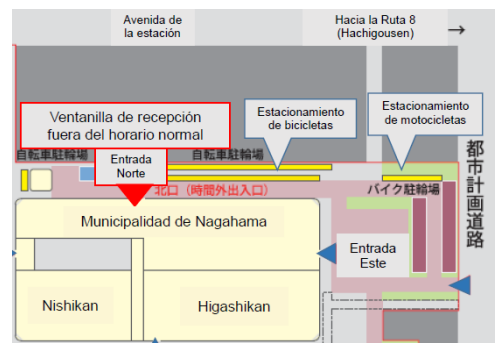 Avenida de
la estación
Hacia la Ruta 8
(Hachigousen)
Ventanilla de recepción
fuera del horario normal
Estacionamiento
de bicicletas
Estacionamiento
de motocicletas
自転車駐輪場
自転車駐輪場
Entrada
Norte
北口（時間外出入口）
バイク駐輪場
都市計画道路
Municipalidad de Nagahama
Entrada
Este
Nishikan
Higashikan